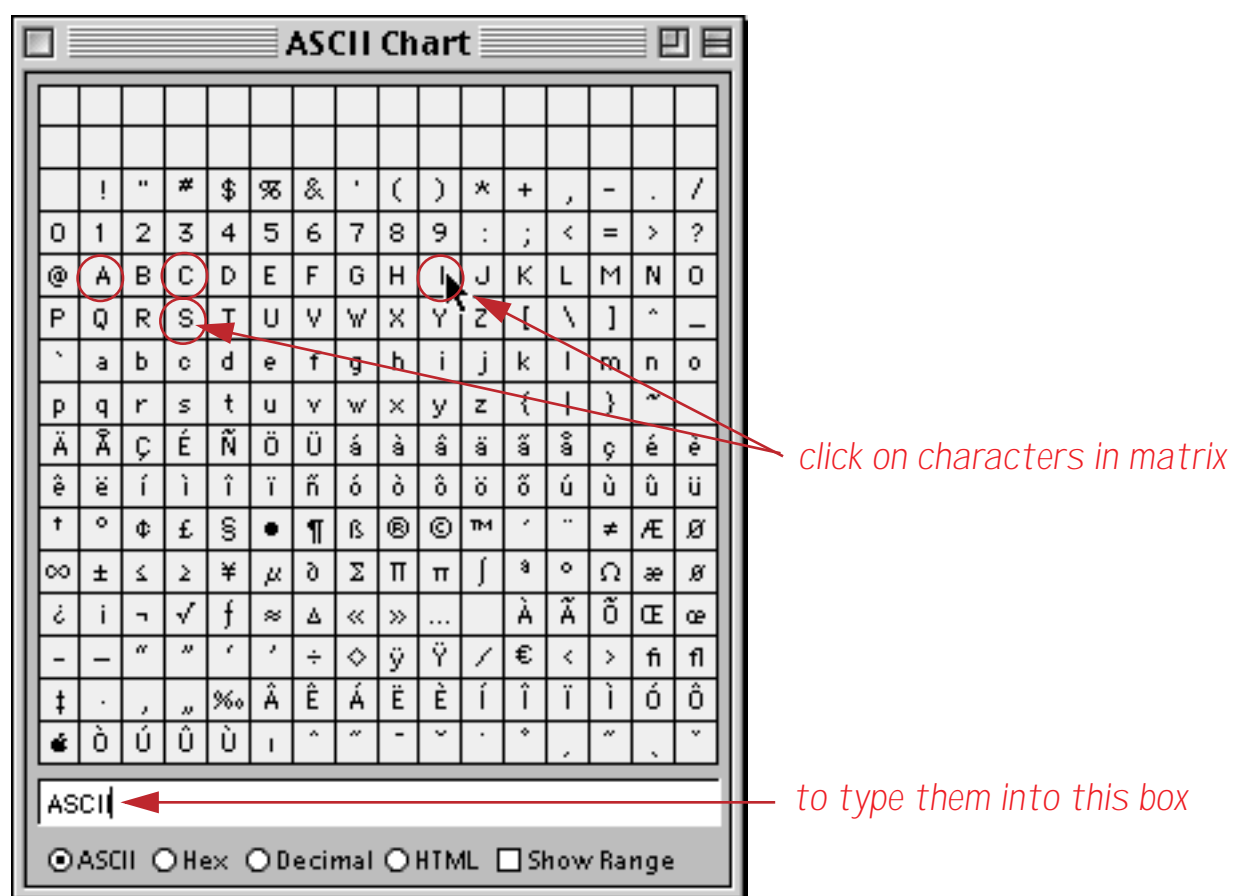 ASCII Chart
! " # $ % & ' ( ) * + , - . /
0 1 2 3 4 5 6 7 8 9 : ; < = > ?
@ A B C D E F G H I J K L M N O
P Q R S T U V W X Y Z [ \ ] ^ _
` a b c d e f g h i j k l m n o
p q r s t u v w x y z { | } ~
Ä Å Ç É Ñ Ö Ü á à â ä ã å ç é è
click on characters in matrix
ê ë í ì î ï ñ ó ò ô ö õ ú ù û ü
† ° ¢ £ § • ¶ ß ® © ™ ´ ¨ ≠ Æ Ø
∞ ± ≤ ≥ ¥ µ ∂ Σ Π π ∫ ª º Ω æ ø
¿ ¡ ¬ √ ƒ ≈ ∆ « » … À Ã Õ Œ œ
– — “ ” ‘ ’ ÷ ◊ ÿ Ÿ ⁄ € ‹ › fi fl
‡ · ‚ „ ‰ Â Ê Á Ë È Í Î Ï Ì Ó Ô
 Ò Ú Û Ù ı ˆ ˜ ¯ ˘ ˙ ˚ ¸ ˝ ˛ ˇ
ASCII
to type them into this box
ASCII Hex Decimal HTML Show Range